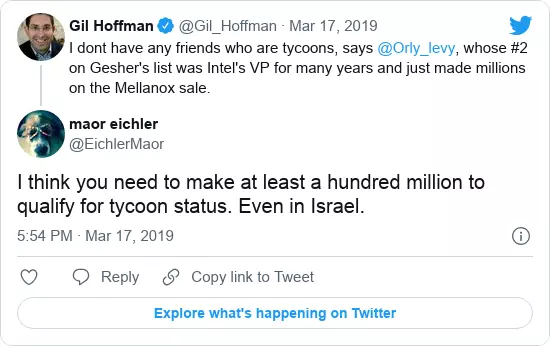 Gil Hoffman @Gil_Hoffman · Mar 17, 2019
I dont have any friends who are tycoons, says @Orly_levy, whose #2
on Gesher's list was Intel's VP for many years and just made millions
on the Mellanox sale.
maor eichler
@EichlerMaor
I think you need to make at least a hundred million to
qualify for tycoon status. Even in Israel.
5:54 PM · Mar 17, 2019
Reply Copy link to Tweet
Explore what's happening on Twitter